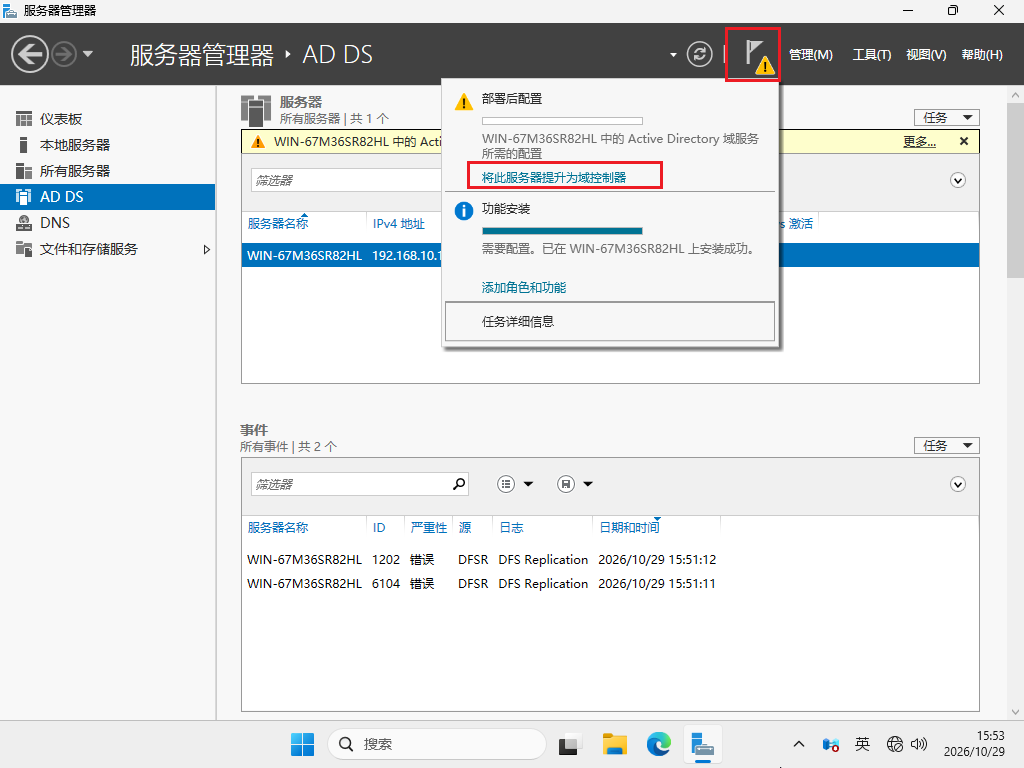 服务器管理器
服务器管理器 AD DS
管理(M) 工具(T) 视图(V) 帮助(H)
仪表板
本地服务器
所有服务器
AD DS
DNS
文件和存储服务
服务器
所有服务器 | 共 1 个
任务
WIN-67M36SR82HL 中的 Acti
更多...
筛选器
服务器名称 IPv4 地址
s 激活
WIN-67M36SR82HL 192.168.10.1
部署后配置
WIN-67M36SR82HL 中的 Active Directory 域服务
所需的配置
将此服务器提升为域控制器
功能安装
需要配置。已在 WIN-67M36SR82HL 上安装成功。
添加角色和功能
任务详细信息
事件
所有事件 | 共 2 个
任务
筛选器
服务器名称 ID 严重性 源 日志 日期和时间
WIN-67M36SR82HL 1202 错误 DFSR DFS Replication 2026/10/29 15:51:12
WIN-67M36SR82HL 6104 错误 DFSR DFS Replication 2026/10/29 15:51:11
搜索
英
15:53
2026/10/29